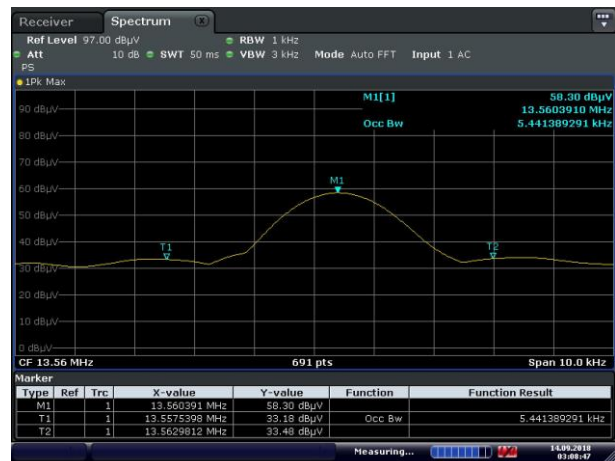 Receiver Spectrum
Ref Level 97.00 dBµV RBW 1 kHz
Att 10 dB SWT 50 ms VBW 3 kHz Mode Auto FFT Input 1 AC
PS
1Pk Max
M1[1] 58.30 dBµV
13.5603910 MHz
90 dBµV
Occ Bw 5.441389291 kHz
80 dBµV
70 dBµV
M1
60 dBµV
50 dBµV
40 dBµV
T1 T2
30 dBµV
20 dBµV
10 dBµV
0 dBµV
CF 13.56 MHz 691 pts Span 10.0 kHz
Marker
Type Ref Trc X-value Y-value Function Function Result
M1 1 13.560391 MHz 58.30 dBµV
T1 1 13.5575398 MHz 33.18 dBµV Occ Bw 5.441389291 kHz
T2 1 13.5629812 MHz 33.48 dBµV
Measuring... 14.09.2018
03:08:47